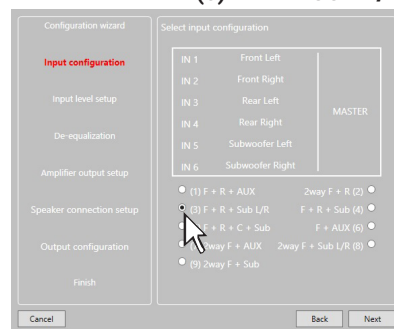 Configuration wizard
Input configuration
Input level setup
De-equalization
Amplifier output setup
Speaker connection setup
Output configuration
Finish
Select input configuration
IN 1 Front Left
IN 2 Front Right
IN 3 Rear Left
IN 4 Rear Right
IN 5 Subwoofer Left
IN 6 Subwoofer Right
MASTER
(1) F + R + AUX 2way F + R (2)
(3) F + R + Sub L/R F + R + Sub (4)
F + R + C + Sub F + AUX (6)
2way F + AUX 2way F + Sub L/R (8)
(9) 2way F + Sub
Cancel Back Next